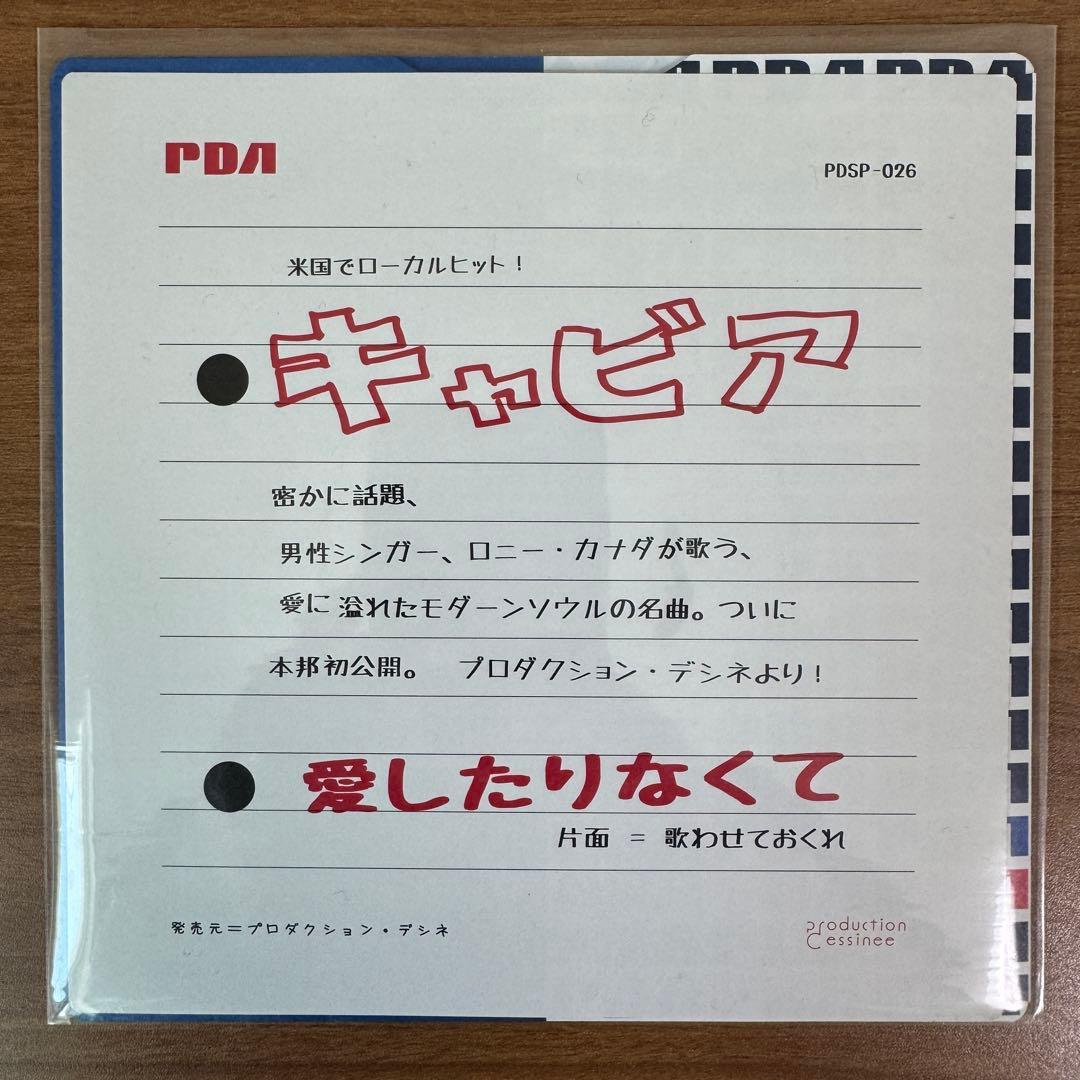 PDA
PDSP-026
米国でローカルヒット!
キャビア
密かに話題、
男性シンガー、ロニー・カナダが歌う、
愛に溢れたモダーンソウルの名曲。ついに
本邦初公開。 プロダクション・デシネより!
愛したりなくて
片面 = 歌わせておくれ
発売元=プロダクション・デシネ
production
dessinee